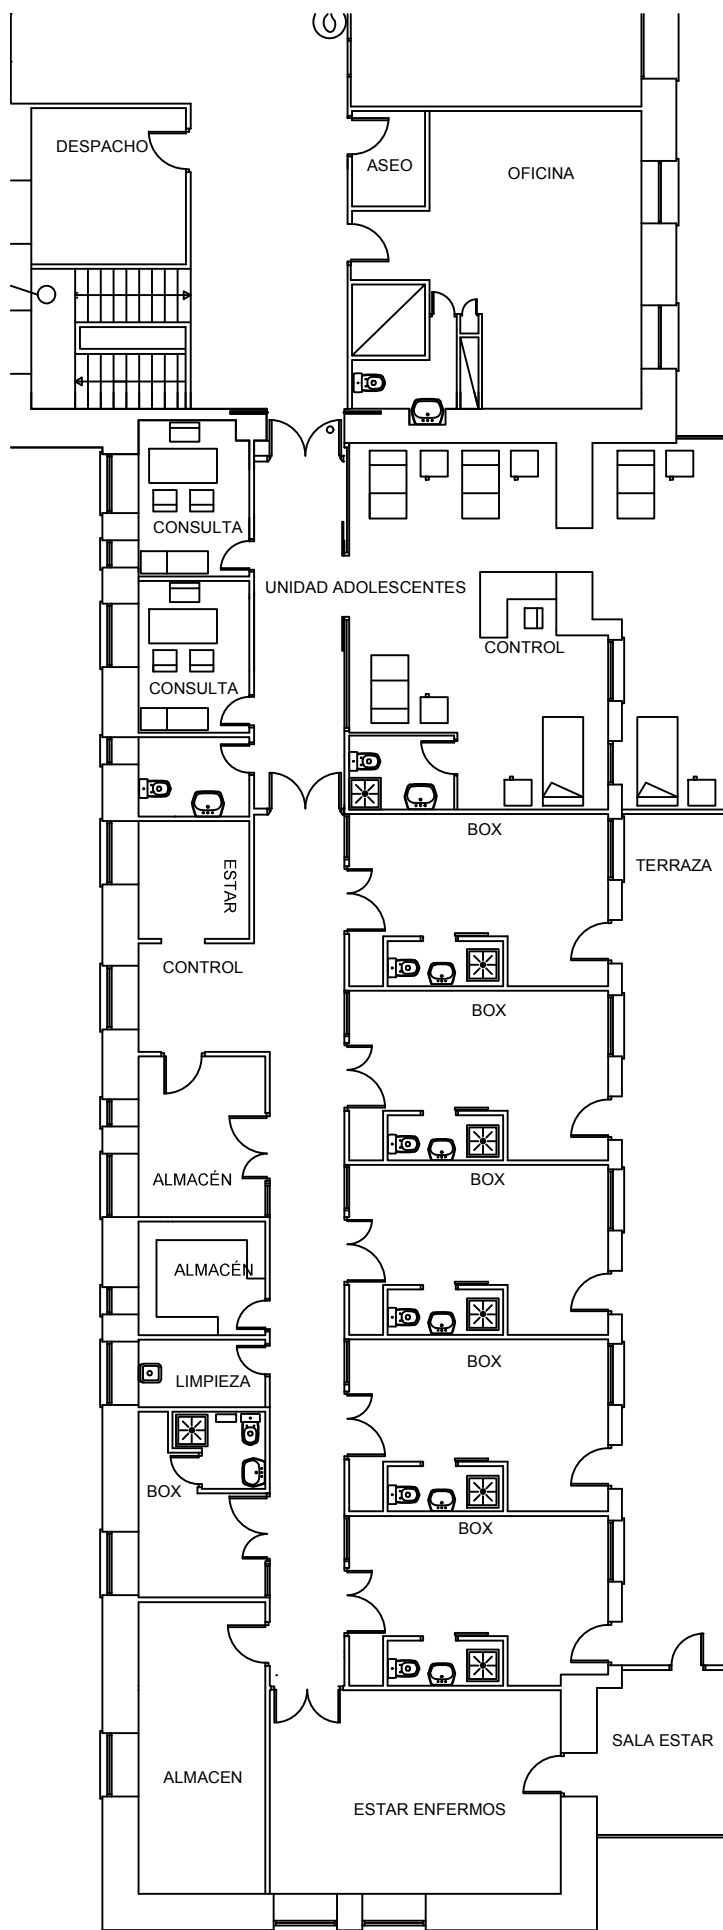 DESPACHO
ASEO
OFICINA
CONSULTA
UNIDAD ADOLESCENTES
CONTROL
CONSULTA
BOX
ESTAR
TERRAZA
CONTROL
BOX
ALMACÉN
BOX
ALMACÉN
BOX
LIMPIEZA
BOX
BOX
SALA ESTAR
ALMACEN
ESTAR ENFERMOS